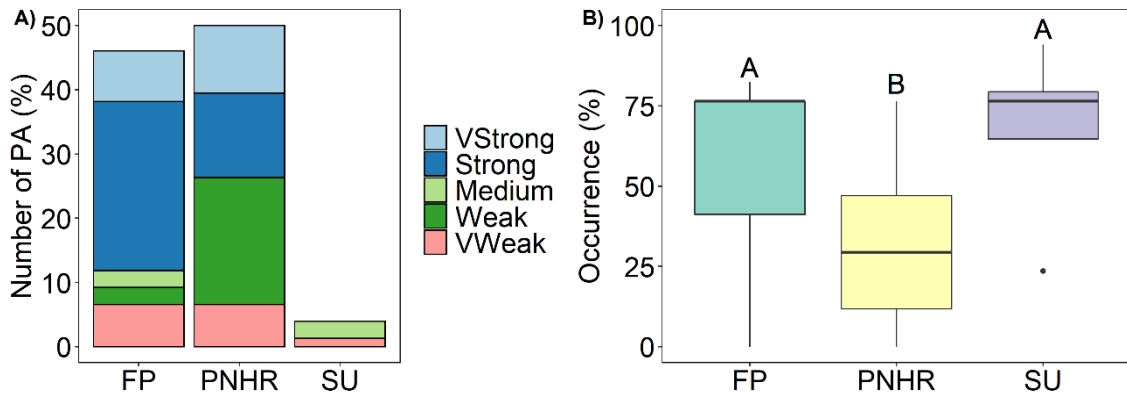 A)
Number of PA (%)
50
40
30
20
10
0
FP PNHR SU
VStrong
Strong
Medium
Weak
VWeak
B)
Occurrence (%)
100
75
50
25
0
A
B
A
FP PNHR SU